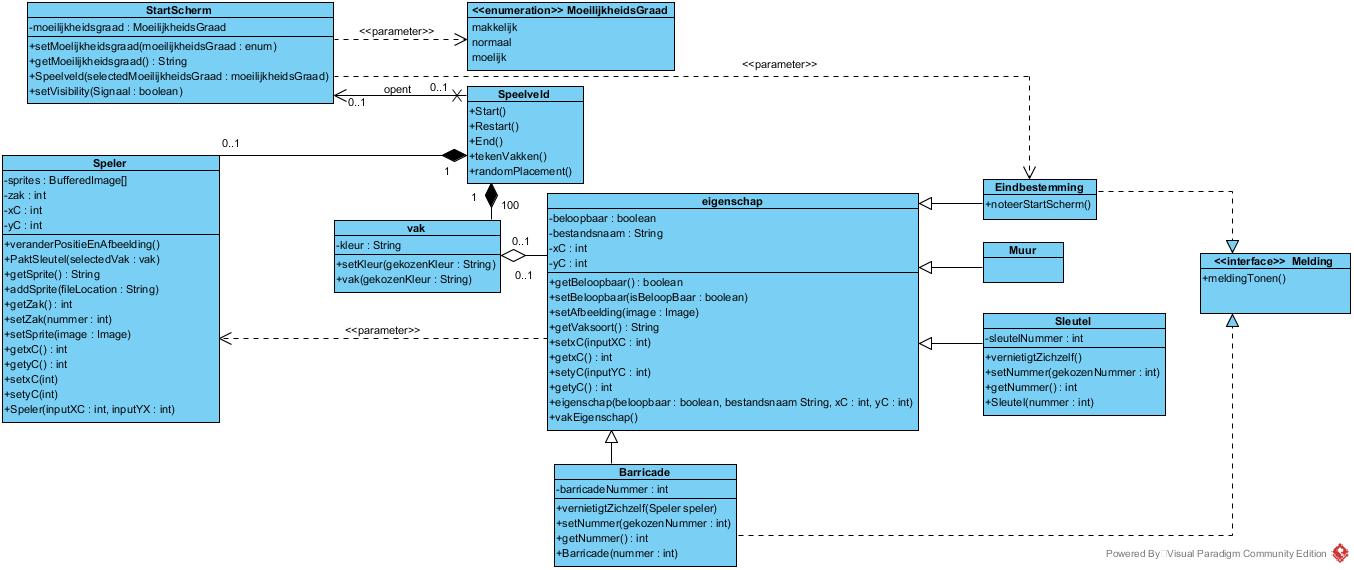 StartScherm
-moeilijkheidsgraad : MoeilijkheidsGraad
+setMoelijkheidsgraad(moeilijkheidsGraad : enum)
+getMoeilijkheidsgraad() : String
+Speelveld(selectedMoeilijkheidsGraad : moeilijkheidsGraad)
+setVisibility(Signaal : boolean)
<<parameter>>
<<enumeration>> MoeilijkheidsGraad
makkelijk
normaal
moelijk
<<parameter>>
opent
0..1
0..1
Speelveld
+Start()
+Restart()
+End()
+tekenVakken()
+randomPlacement()
0..1
1
1
100
Speler
-sprites : BufferedImage[]
-zak : int
-xC : int
-yC : int
+veranderPositieEnAfbeelding()
+PaktSleutel(selectedVak : vak)
+getSprite() : String
+addSprite(fileLocation : String)
+getZak() : int
+setZak(nummer : int)
+setSprite(image : Image)
+getxC() : int
+getyC() : int
+setxC(int)
+setyC(int)
+Speler(inputXC : int, inputYX : int)
vak
-kleur : String
+setKleur(gekozenKleur : String)
+vak(gekozenKleur : String)
0..1
0..1
<<parameter>>
eigenschap
-beloopbaar : boolean
-bestandsnaam : String
-xC : int
-yC : int
+getBeloopbaar() : boolean
+setBeloopbaar(isBeloopBaar : boolean)
+setAfbeelding(image : Image)
+getVaksoort() : String
+setxC(inputXC : int)
+getxC() : int
+setyC(inputYC : int)
+getyC() : int
+eigenschap(beloopbaar : boolean, bestandsnaam String, xC : int, yC : int)
+vakEigenschap()
Eindbestemming
+noteerStartScherm()
Muur
<<interface>> Melding
+meldingTonen()
Sleutel
-sleutelNummer : int
+vernietigtZichzelf()
+setNummer(gekozenNummer : int)
+getNummer() : int
+Sleutel(nummer : int)
Barricade
-barricadeNummer : int
+vernietigtZichzelf(Speler speler)
+setNummer(gekozenNummer : int)
+getNummer() : int
+Barricade(nummer : int)
Powered By Visual Paradigm Community Edition